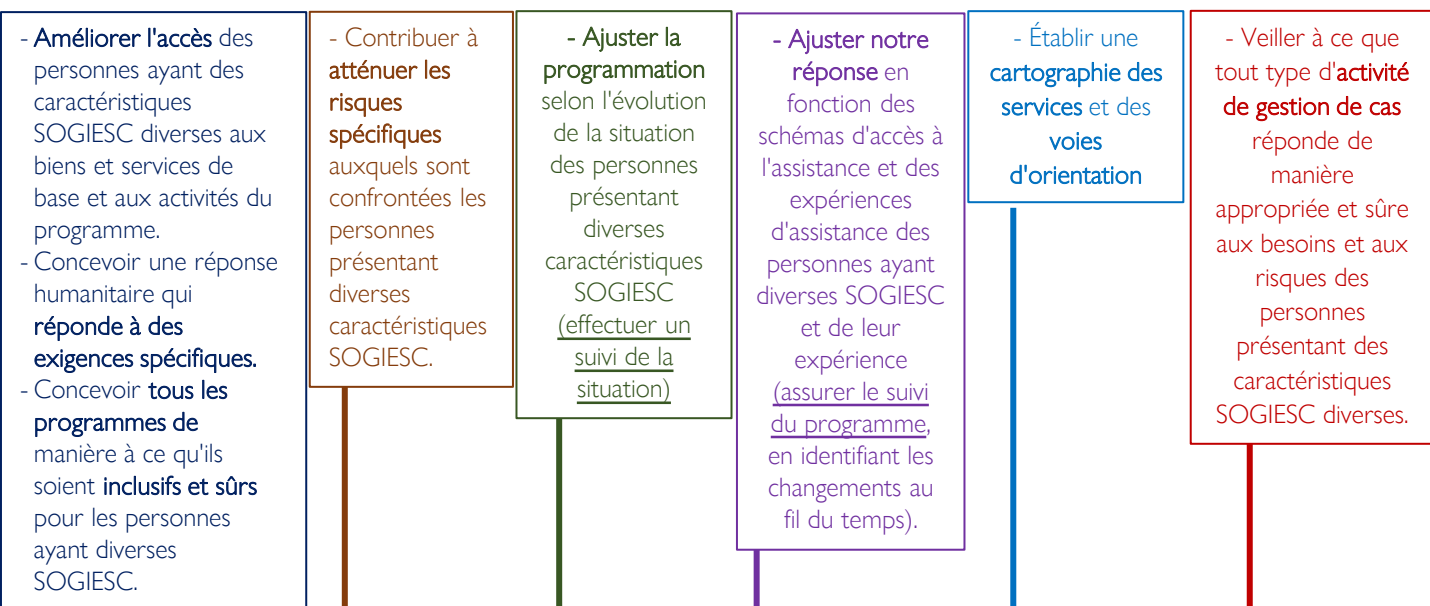 - Améliorer l'accès des
personnes ayant des
caractéristiques
SOGIESC diverses aux
biens et services de
base et aux activités du
programme.
- Concevoir une réponse
humanitaire qui
réponde à des
exigences spécifiques.
- Concevoir tous les
programmes de
manière à ce qu'ils
soient inclusifs et sûrs
pour les personnes
ayant diverses
SOGIESC.
- Contribuer à
atténuer les
risques
spécifiques
auxquels sont
confrontées les
personnes
présentant
diverses
caractéristiques
SOGIESC.
- Ajuster la
programmation
selon l'évolution
de la situation
des personnes
présentant
diverses
caractéristiques
SOGIESC
(effectuer un
suivi de la
situation)
- Ajuster notre
réponse en
fonction des
schémas d'accès à
l'assistance et des
expériences
d'assistance des
personnes ayant
diverses SOGIESC
et de leur
expérience
(assurer le suivi
du programme,
en identifiant les
changements au
fil du temps).
- Établir une
cartographie des
services et des
voies
d'orientation
- Veiller à ce que
tout type d'activité
de gestion de cas
réponde de
manière
appropriée et sûre
aux besoins et aux
risques des
personnes
présentant des
caractéristiques
SOGIESC diverses.